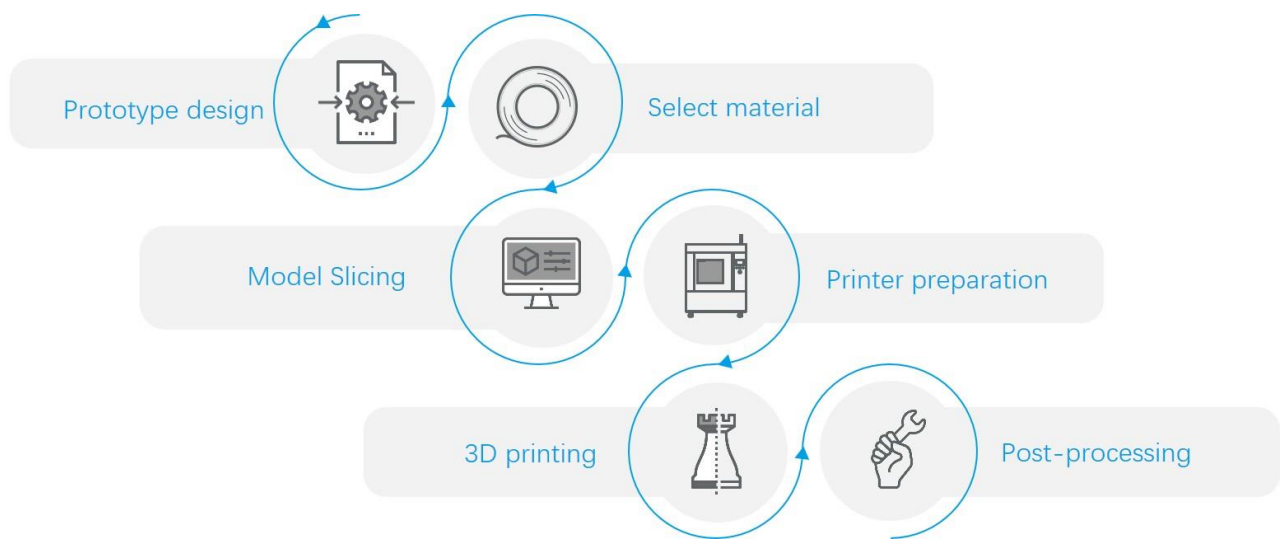 Prototype design
Select material
Model Slicing
Printer preparation
3D printing
Post-processing